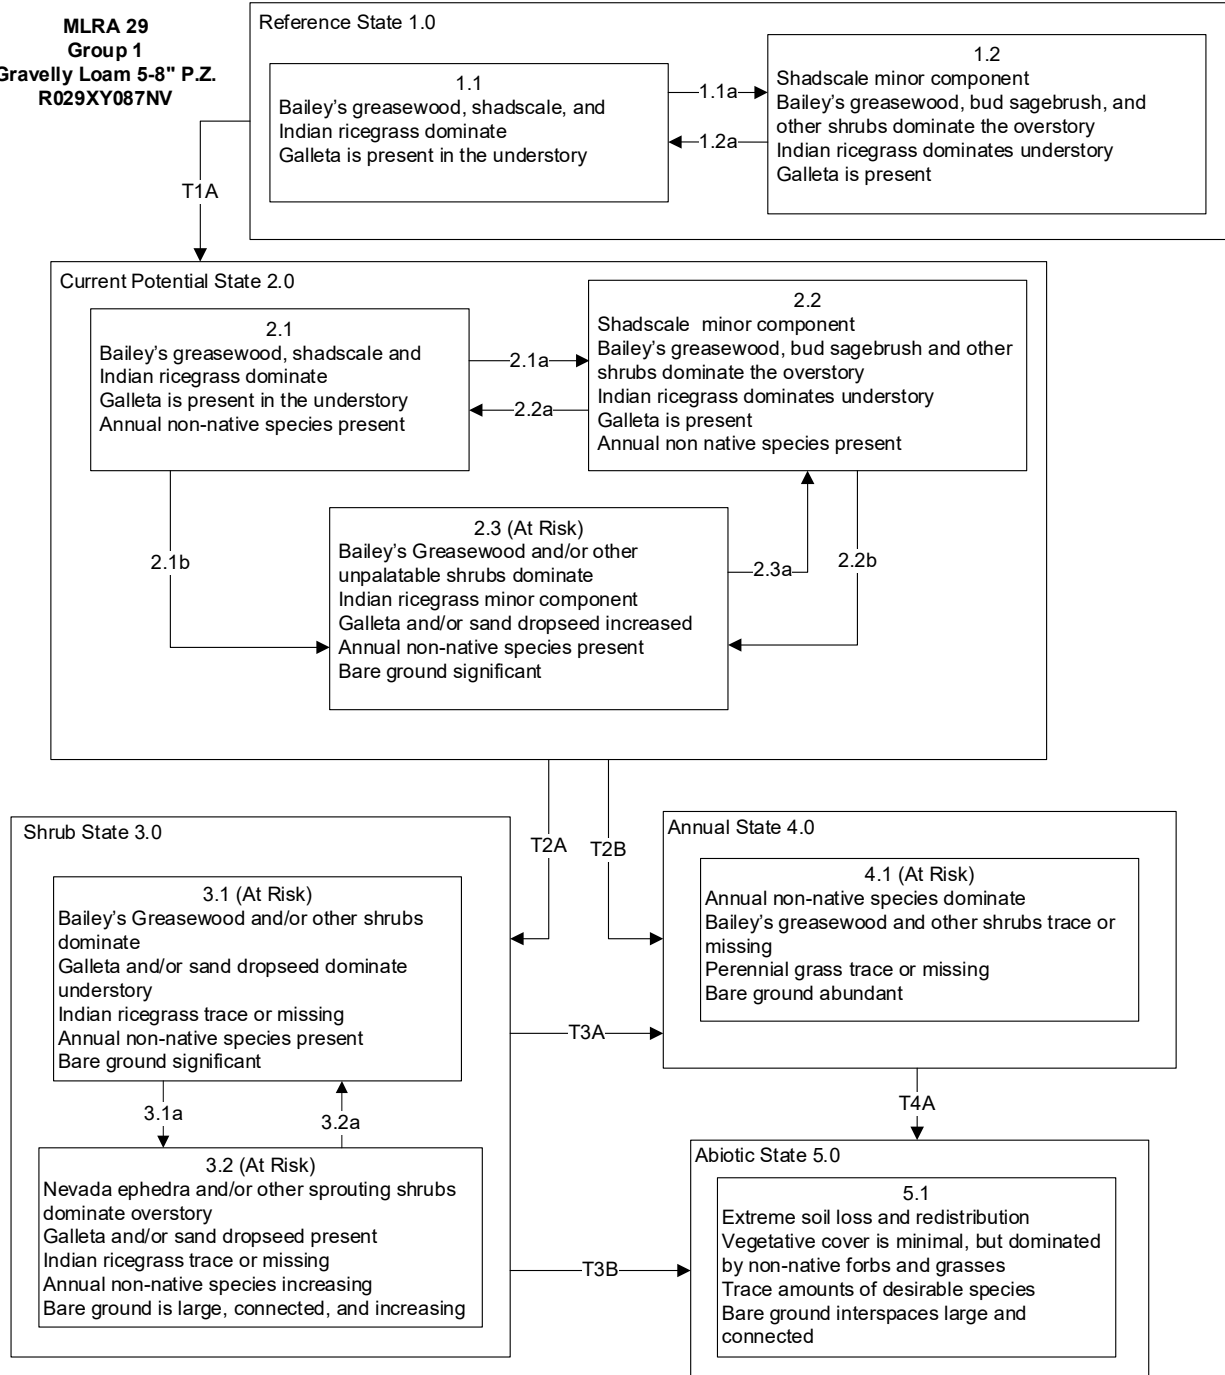 MLRA 29
Group 1
Gravelly Loam 5-8" P.Z.
R029XY087NV
Reference State 1.0
1.1
Bailey's greasewood, shadscale, and
Indian ricegrass dominate
Galleta is present in the understory
1.1a
1.2a
1.2
Shadscale minor component
Bailey's greasewood, bud sagebrush, and
other shrubs dominate the overstory
Indian ricegrass dominates understory
Galleta is present
T1A
Current Potential State 2.0
2.1
Bailey's greasewood, shadscale and
Indian ricegrass dominate
Galleta is present in the understory
Annual non-native species present
2.1a
2.2a
2.2
Shadscale  minor component
Bailey's greasewood, bud sagebrush and other
shrubs dominate the overstory
Indian ricegrass dominates understory
Galleta is present
Annual non native species present
2.1b
2.3 (At Risk)
Bailey's Greasewood and/or other
unpalatable shrubs dominate
Indian ricegrass minor component
Galleta and/or sand dropseed increased
Annual non-native species present
Bare ground significant
2.3a
2.2b
T2A
T2B
Shrub State 3.0
3.1 (At Risk)
Bailey's Greasewood and/or other shrubs
dominate
Galleta and/or sand dropseed dominate
understory
Indian ricegrass trace or missing
Annual non-native species present
Bare ground significant
3.1a
3.2a
3.2 (At Risk)
Nevada ephedra and/or other sprouting shrubs
dominate overstory
Galleta and/or sand dropseed present
Indian ricegrass trace or missing
Annual non-native species increasing
Bare ground is large, connected, and increasing
T3A
T3B
Annual State 4.0
4.1 (At Risk)
Annual non-native species dominate
Bailey's greasewood and other shrubs trace or
missing
Perennial grass trace or missing
Bare ground abundant
T4A
Abiotic State 5.0
5.1
Extreme soil loss and redistribution
Vegetative cover is minimal, but dominated
by non-native forbs and grasses
Trace amounts of desirable species
Bare ground interspaces large and
connected